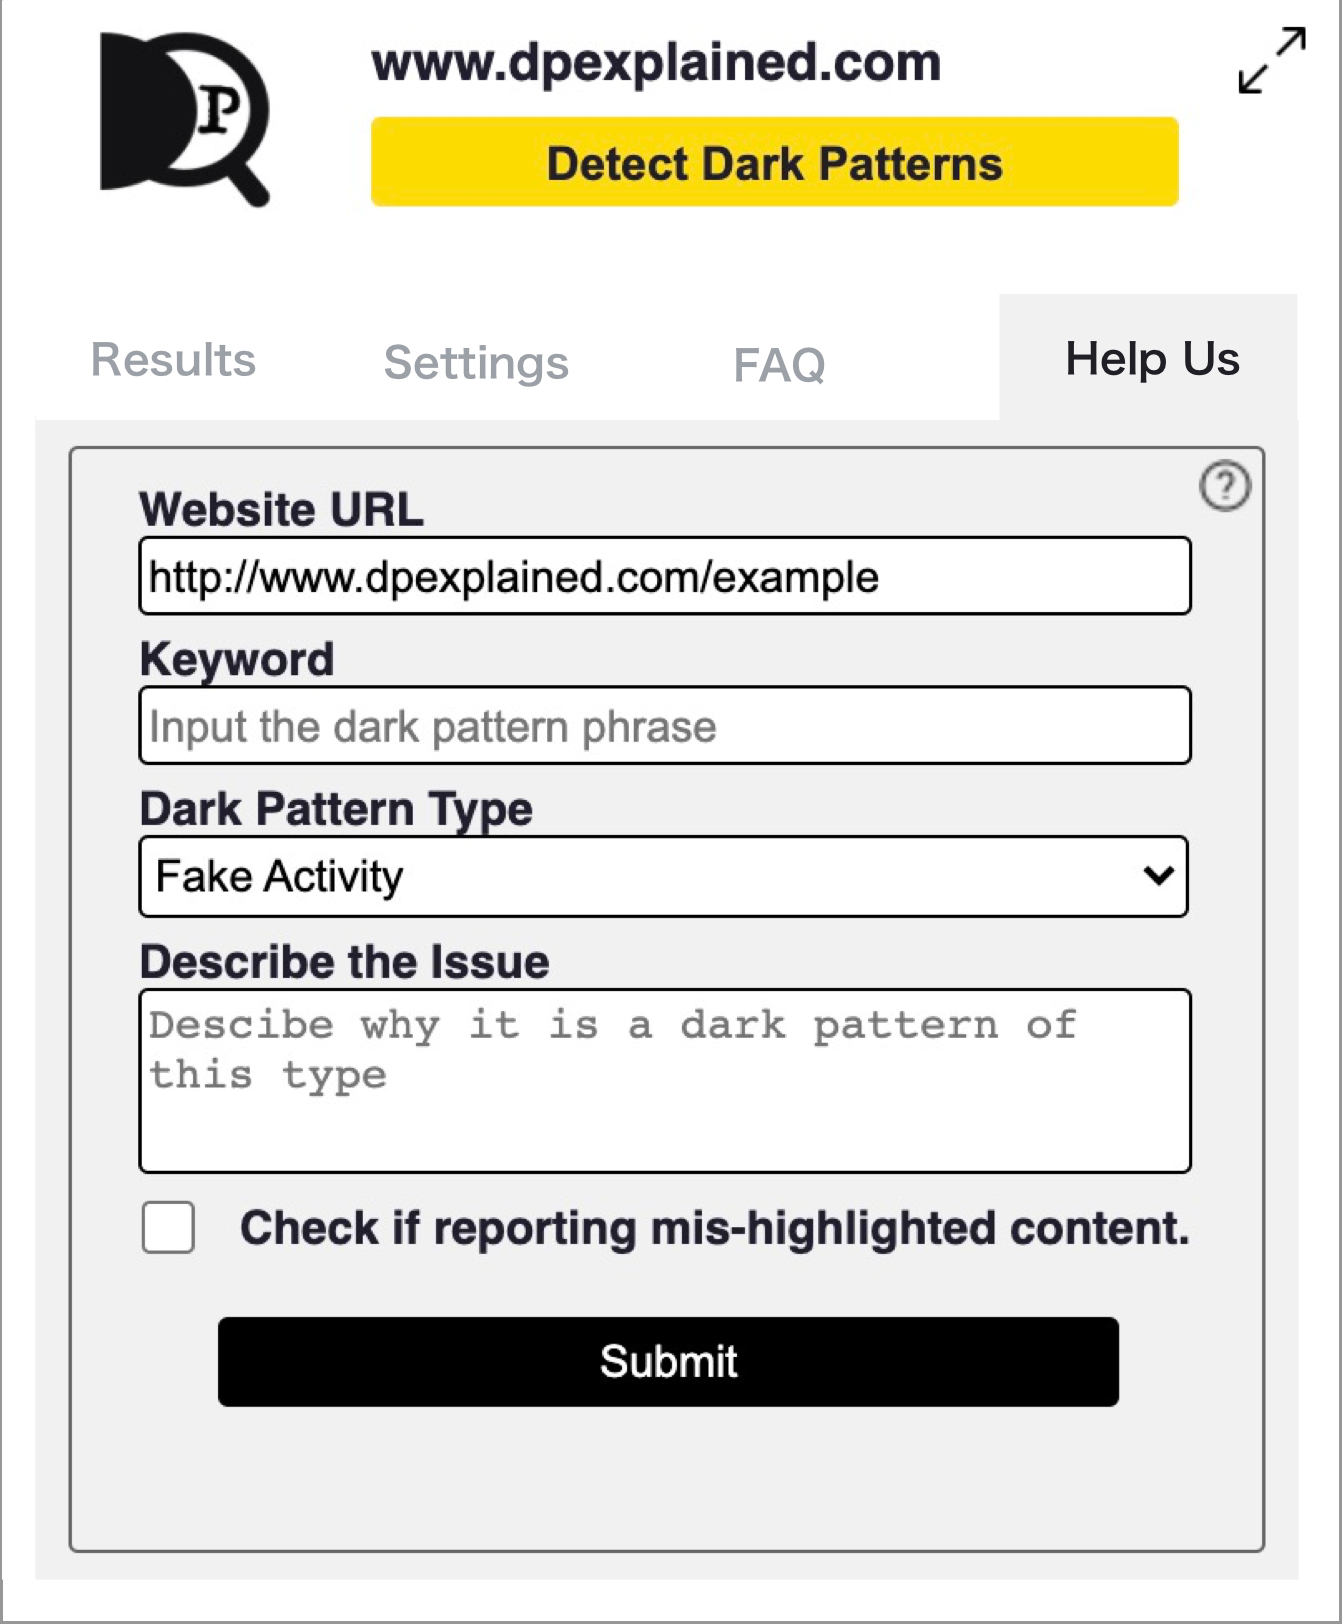 P
www.dpexplained.com
Detect Dark Patterns
Results
Settings
FAQ
Help Us
?
Website URL
http://www.dpexplained.com/example
Keyword
Input the dark pattern phrase
Dark Pattern Type
Fake Activity
Describe the Issue
Descibe why it is a dark pattern of
this type
Check if reporting mis-highlighted content.
Submit